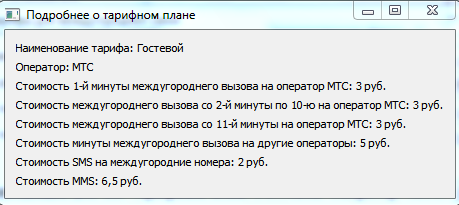 Подробнее о тарифном плане
Наименование тарифа: Гостевой
Оператор: МТС
Стоимость 1-й минуты междугороднего вызова на оператор МТС: 3 руб.
Стоимость междугороднего вызова со 2-й минуты по 10-ю на оператор МТС: 3 руб.
Стоимость междугороднего вызова со 11-й минуты на оператор МТС: 3 руб.
Стоимость минуты междугороднего вызова на другие операторы: 5 руб.
Стоимость SMS на междугородние номера: 2 руб.
Стоимость MMS: 6,5 руб.